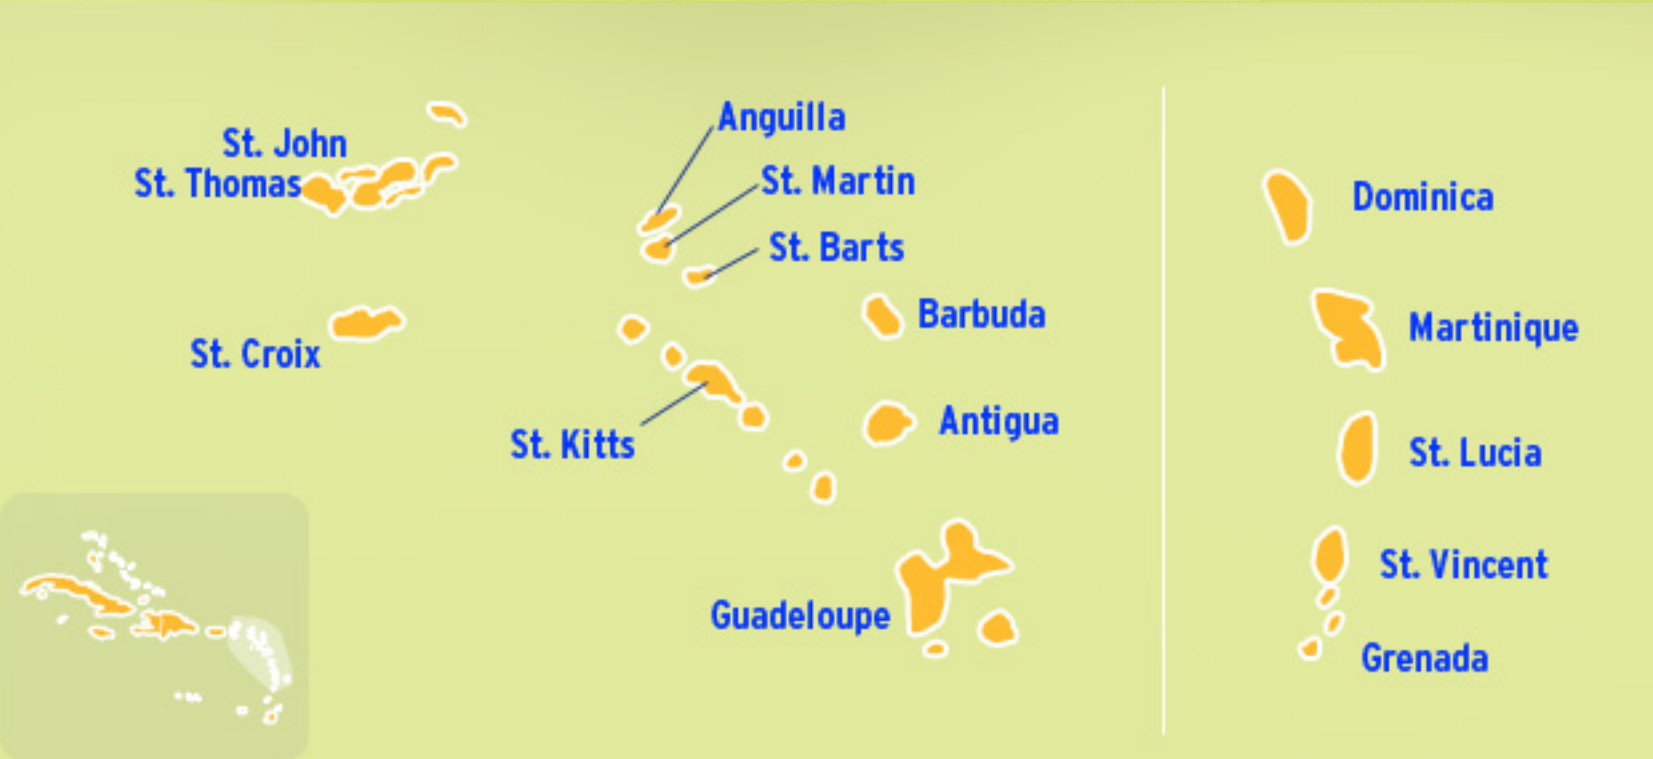 St. John
St. Thomas
St. Croix
Anguilla
St. Martin
St. Barts
Barbuda
Antigua
St. Kitts
Guadeloupe
Dominica
Martinique
St. Lucia
St. Vincent
Grenada